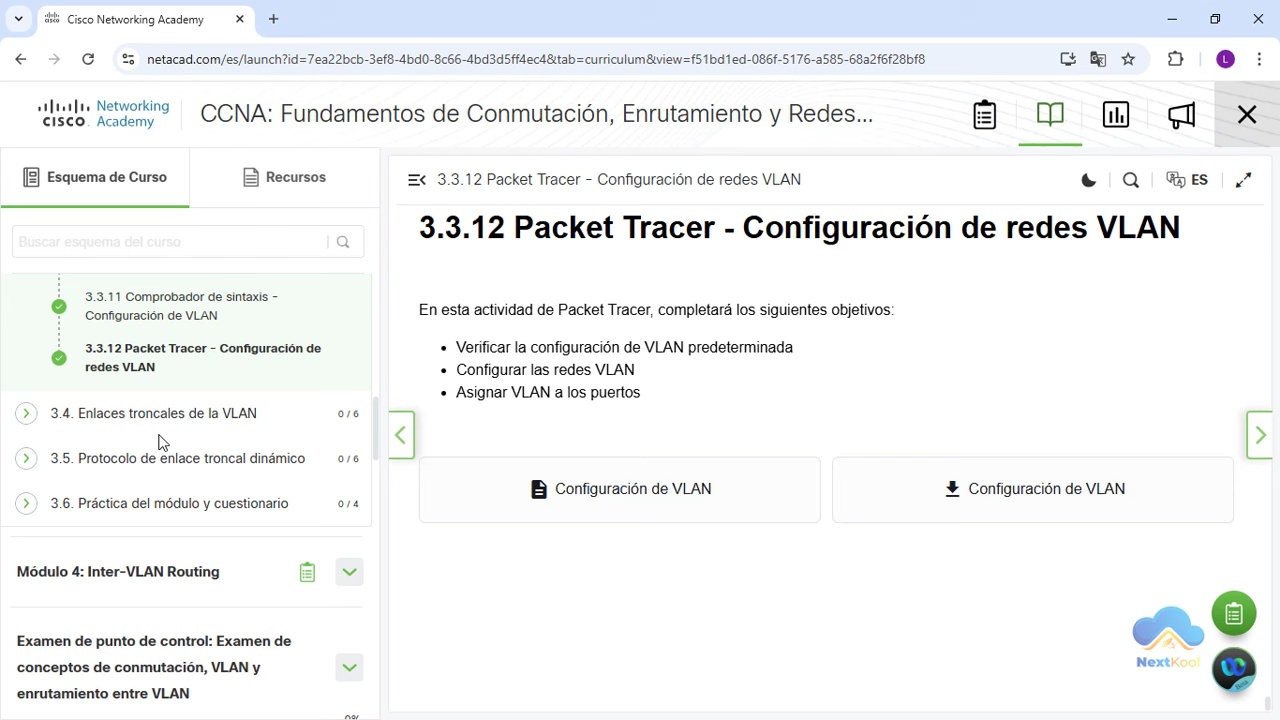 Cisco Networking Academy
netacad.com/es/launch?id=7ea22bcb-3ef8-4bd0-8c66-4bd3d5ff1ec4&tab=curriculum&view=f51bd1ed-086f-5176-a585-68a2f6f28bf8
L
cisco Networking Academy
CCNA: Fundamentos de Conmutación, Enrutamiento y Redes...
Esquema de Curso
Recursos
Buscar esquema del curso
3.3.12 Packet Tracer - Configuración de redes VLAN
ES
3.3.11 Comprobador de sintaxis -
Configuración de VLAN
3.3.12 Packet Tracer - Configuración de
redes VLAN
3.4. Enlaces troncales de la VLAN 0 / 6
3.5. Protocolo de enlace troncal dinámico 0 / 6
3.6. Práctica del módulo y cuestionario 0 / 4
Módulo 4: Inter-VLAN Routing
Examen de punto de control: Examen de
conceptos de conmutación, VLAN y
enrutamiento entre VLAN
0%
3.3.12 Packet Tracer - Configuración de redes VLAN
En esta actividad de Packet Tracer, completará los siguientes objetivos:
• Verificar la configuración de VLAN predeterminada
• Configurar las redes VLAN
• Asignar VLAN a los puertos
Configuración de VLAN
Configuración de VLAN
NextKool
Beta